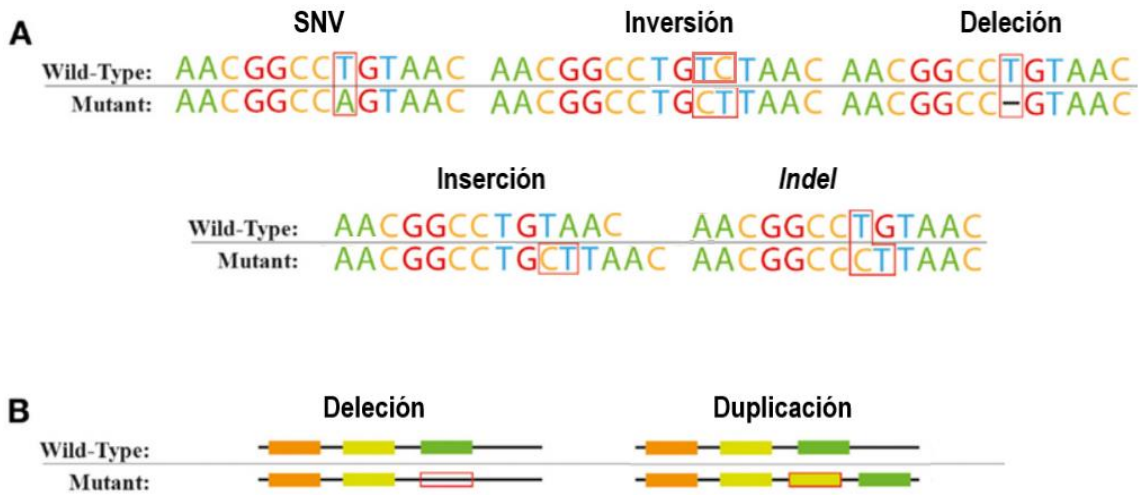 A
SNV Inversión Deleción
Wild-Type: AACGGCCTGTAAC AACGGCCTGTCTAAC AACGGCCTGTAAC
Mutant: AACGGCCAGTAAC AACGGCCTGCTTAAC AACGGCC–GTAAC
Inserción Indel
Wild-Type: AACGGCCTGTAAC AACGGCCTGTAAC
Mutant: AACGGCCTGCTTAAC AACGGCCCTTAAC
B
Deleción Duplicación
Wild-Type:
Mutant: